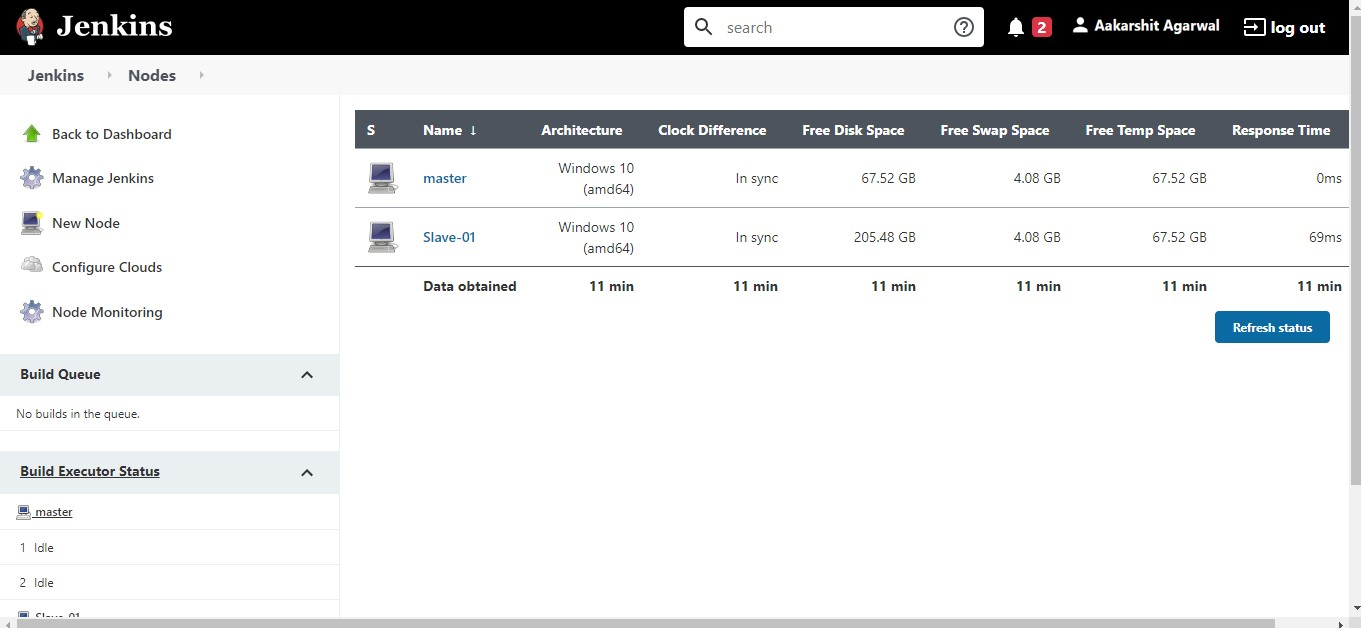 Jenkins
search
2
Aakarshit Agarwal
log out
Jenkins
Nodes
Back to Dashboard
Manage Jenkins
New Node
Configure Clouds
Node Monitoring
Build Queue
No builds in the queue.
Build Executor Status
master
1 Idle
2 Idle
Slave-01
S Name ↓ Architecture Clock Difference Free Disk Space Free Swap Space Free Temp Space Response Time
master Windows 10 (amd64) In sync 67.52 GB 4.08 GB 67.52 GB 0ms
Slave-01 Windows 10 (amd64) In sync 205.48 GB 4.08 GB 67.52 GB 69ms
Data obtained 11 min 11 min 11 min 11 min 11 min 11 min
Refresh status